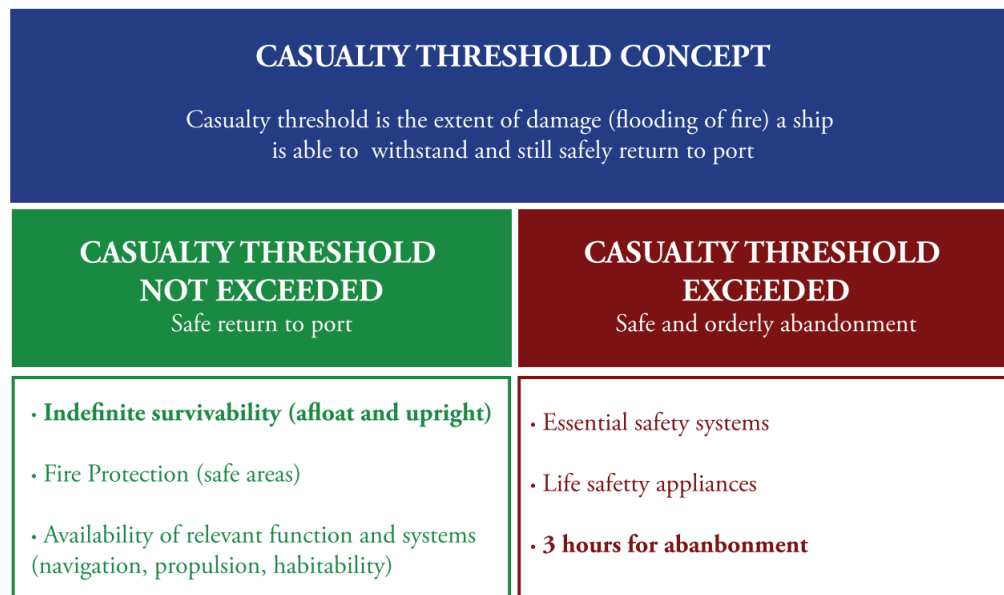 CASUALTY THRESHOLD CONCEPT
Casualty threshold is the extent of damage (flooding of fire) a ship
is able to withstand and still safely return to port
CASUALTY THRESHOLD
NOT EXCEEDED
Safe return to port
· Indefinite survivability (afloat and upright)
· Fire Protection (safe areas)
· Availability of relevant function and systems
(navigation, propulsion, habitability)
CASUALTY THRESHOLD
EXCEEDED
Safe and orderly abandonment
· Essential safety systems
· Life safetty appliances
· 3 hours for abanbonment